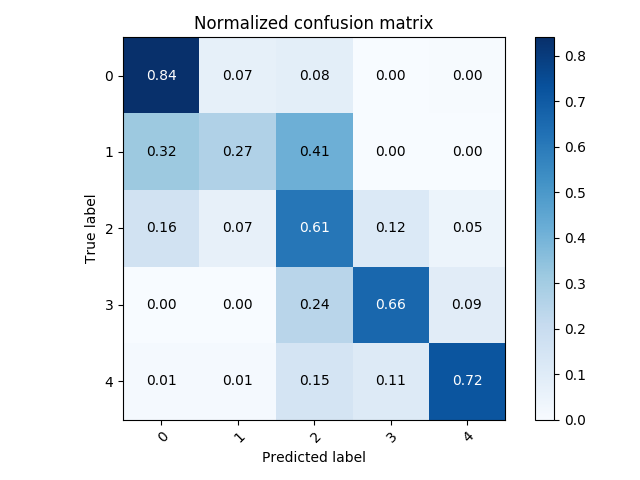 Normalized confusion matrix
0 0.84 0.07 0.08 0.00 0.00
1 0.32 0.27 0.41 0.00 0.00
2 0.16 0.07 0.61 0.12 0.05
3 0.00 0.00 0.24 0.66 0.09
4 0.01 0.01 0.15 0.11 0.72
0 1 2 3 4
True label
Predicted label
0.8
0.7
0.6
0.5
0.4
0.3
0.2
0.1
0.0